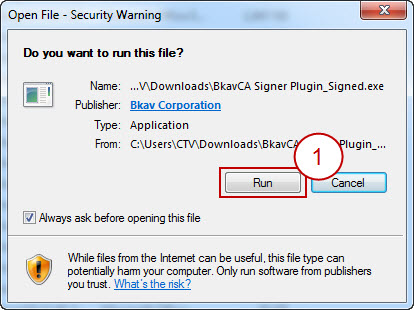 Open File - Security Warning
Do you want to run this file?
Name: ...V\Downloads\BkavCA Signer Plugin_Signed.exe
Publisher: Bkav Corporation
Type: Application
From: C:\Users\CTV\Downloads\BkavCA Plugin_...
1
Run Cancel
Always ask before opening this file
While files from the Internet can be useful, this file type can
potentially harm your computer. Only run software from publishers
you trust. What's the risk?